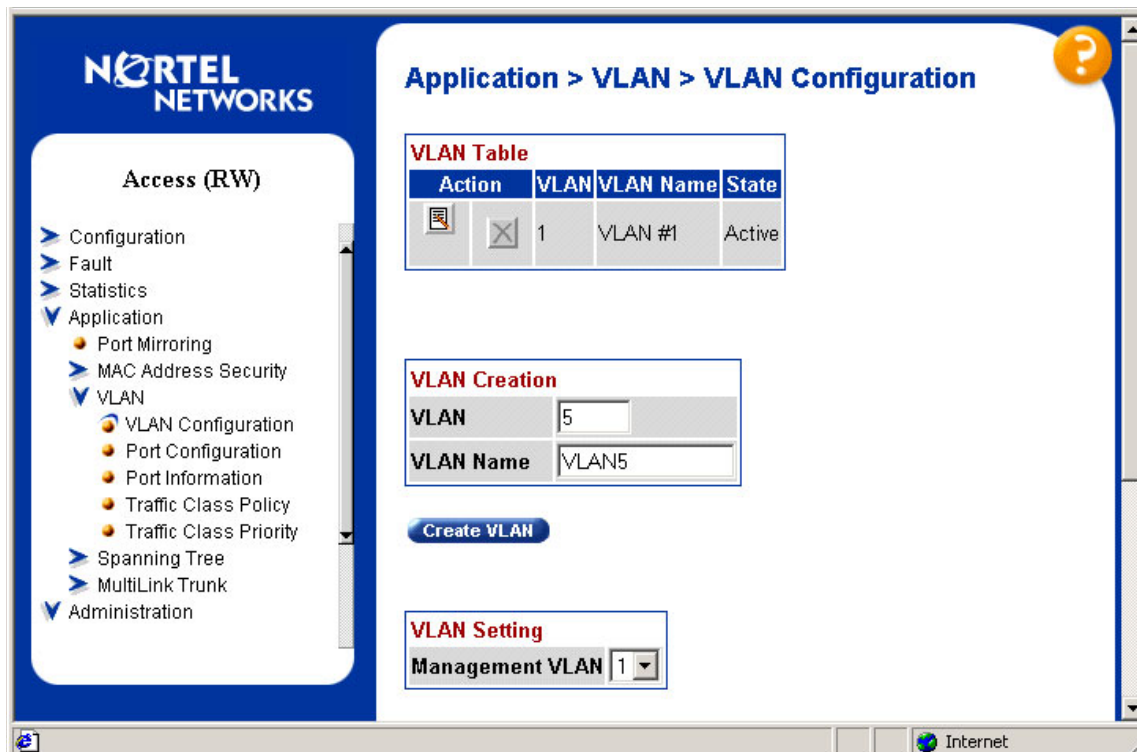 NORTEL
NETWORKS
Access (RW)
Configuration
Fault
Statistics
Application
Port Mirroring
MAC Address Security
VLAN
VLAN Configuration
Port Configuration
Port Information
Traffic Class Policy
Traffic Class Priority
Spanning Tree
MultiLink Trunk
Administration
?
Application > VLAN > VLAN Configuration
VLAN Table
Action VLAN VLAN Name State
1 VLAN #1 Active
VLAN Creation
VLAN 5
VLAN Name VLAN5
Create VLAN
VLAN Setting
Management VLAN 1
Internet